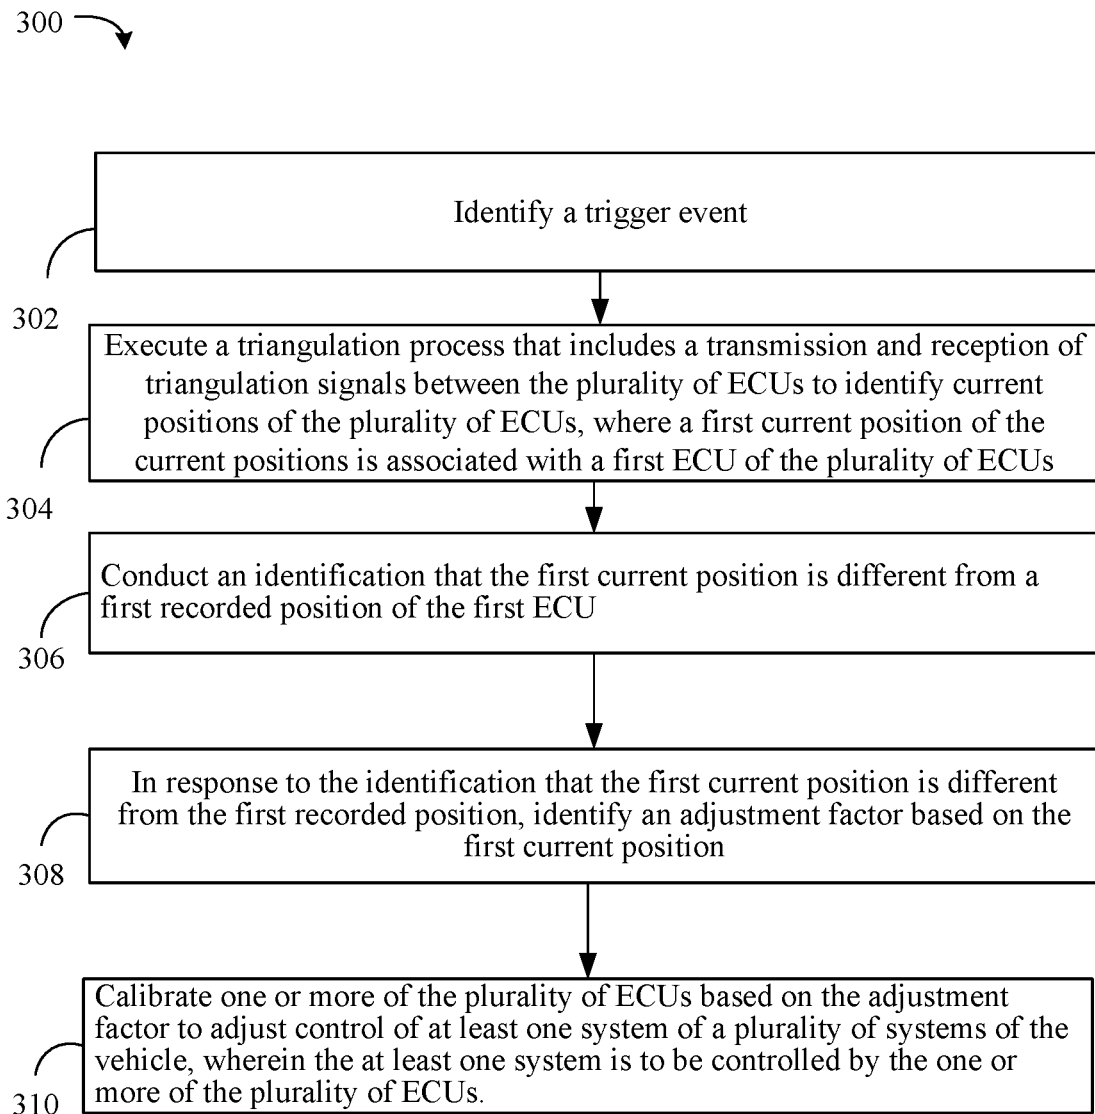 300
Identify a trigger event
302
Execute a triangulation process that includes a transmission and reception of
triangulation signals between the plurality of ECUs to identify current
positions of the plurality of ECUs, where a first current position of the
current positions is associated with a first ECU of the plurality of ECUs
304
Conduct an identification that the first current position is different from a
first recorded position of the first ECU
306
In response to the identification that the first current position is different
from the first recorded position, identify an adjustment factor based on the
first current position
308
Calibrate one or more of the plurality of ECUs based on the adjustment
factor to adjust control of at least one system of a plurality of systems of the
vehicle, wherein the at least one system is to be controlled by the one or
more of the plurality of ECUs.
310